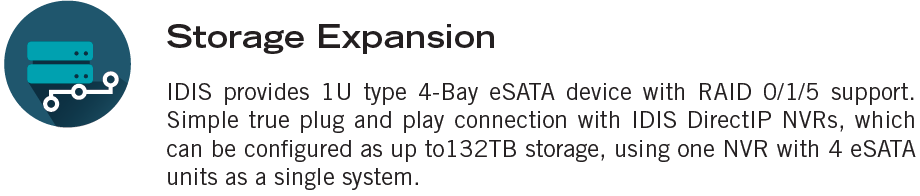 Storage Expansion
IDIS provides 1U type 4-Bay eSATA device with RAID 0/1/5 support.
Simple true plug and play connection with IDIS DirectIP NVRs, which
can be configured as up to132TB storage, using one NVR with 4 eSATA
units as a single system.